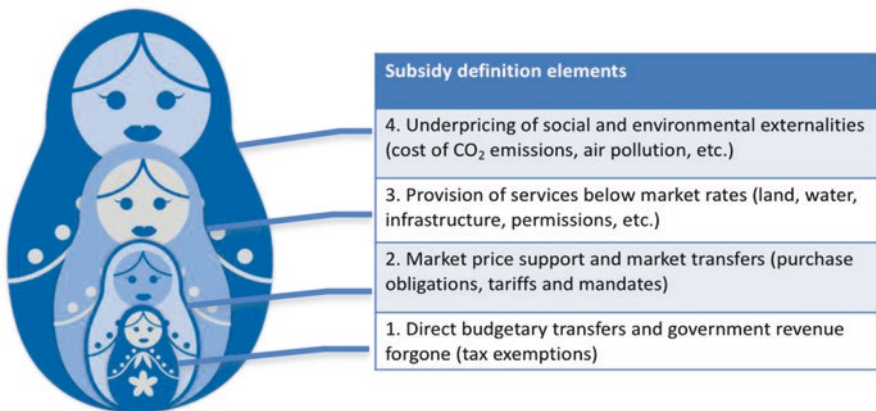 Subsidy definition elements
4. Underpricing of social and environmental externalities
(cost of CO₂ emissions, air pollution, etc.)
3. Provision of services below market rates (land, water,
infrastructure, permissions, etc.)
2. Market price support and market transfers (purchase
obligations, tariffs and mandates)
1. Direct budgetary transfers and government revenue
forgone (tax exemptions)